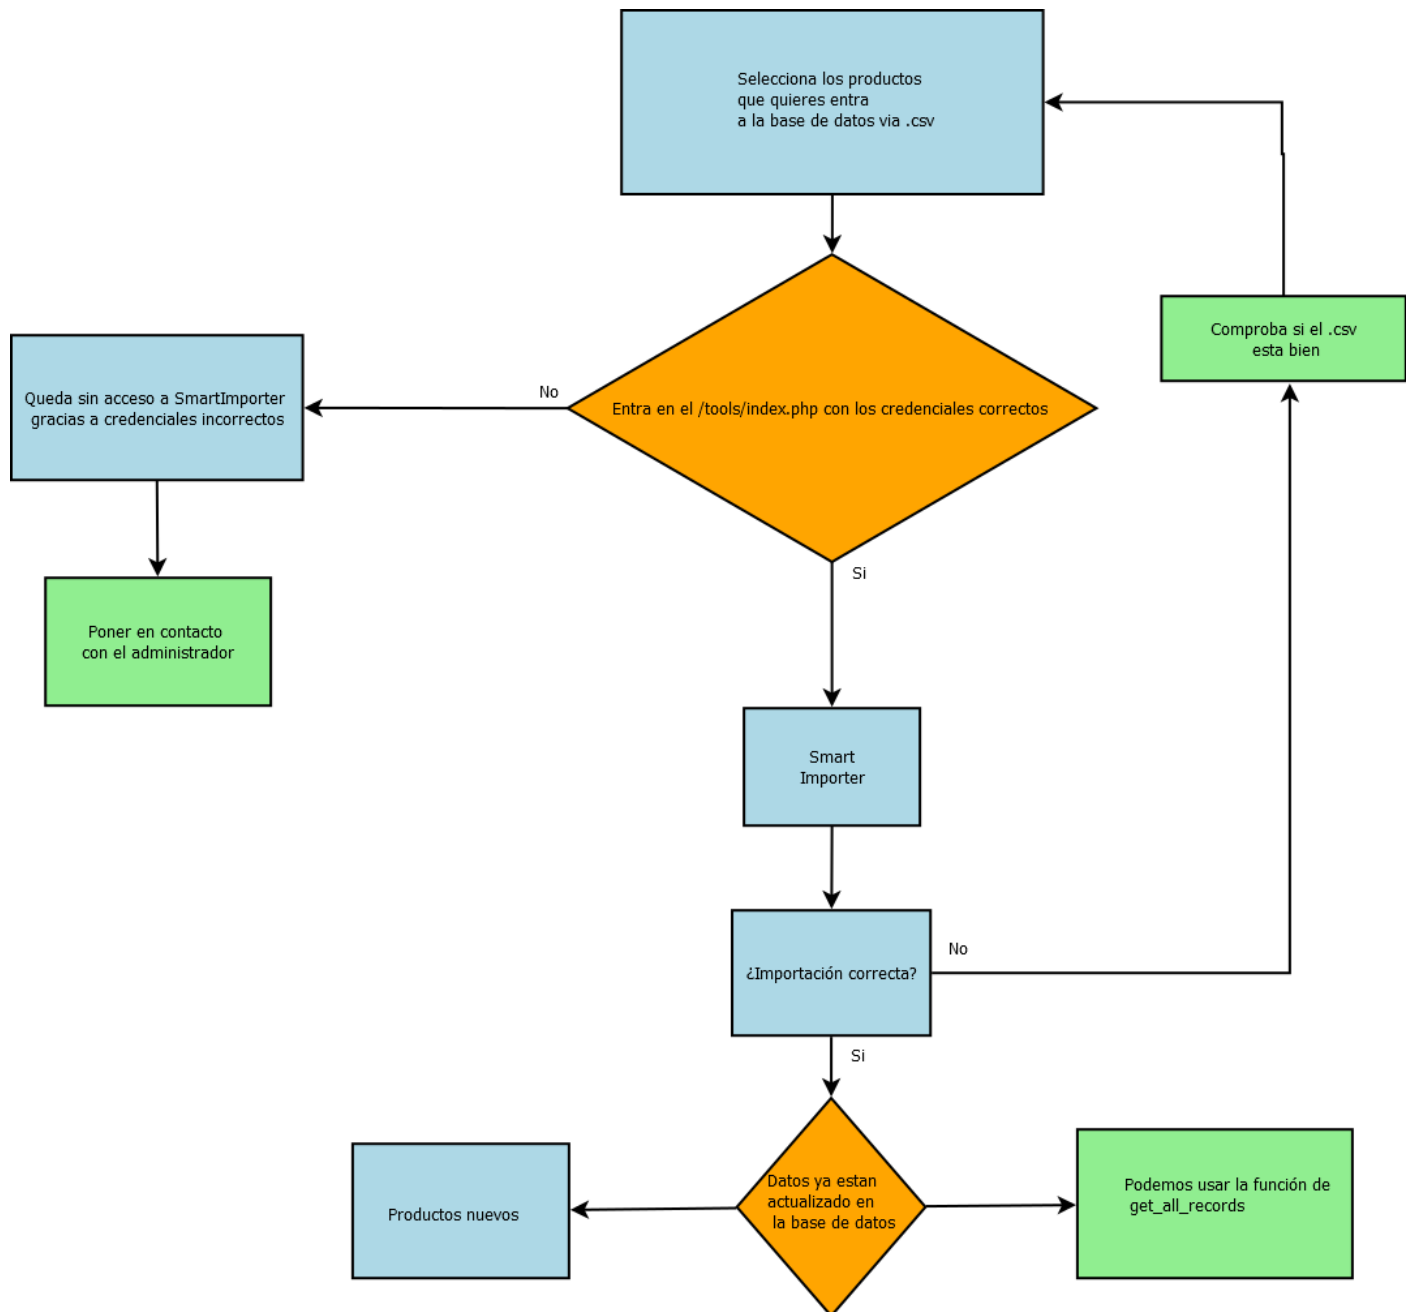 Selecciona los productos
que quieres entra
a la base de datos via .csv
Comproba si el .csv
esta bien
Queda sin acceso a SmartImporter
gracias a credenciales incorrectos
No
Entra en el /tools/index.php con los credenciales correctos
Si
Poner en contacto
con el administrador
Smart
Importer
¿Importación correcta?
No
Si
Productos nuevos
Datos ya estan
actualizado en
la base de datos
Podemos usar la función de
get_all_records